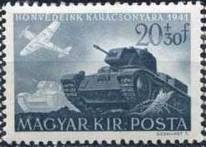 HONVÉDEINK KARÁCSONYÁRA 1941
20+30f
MAGYAR KIR. POSTA